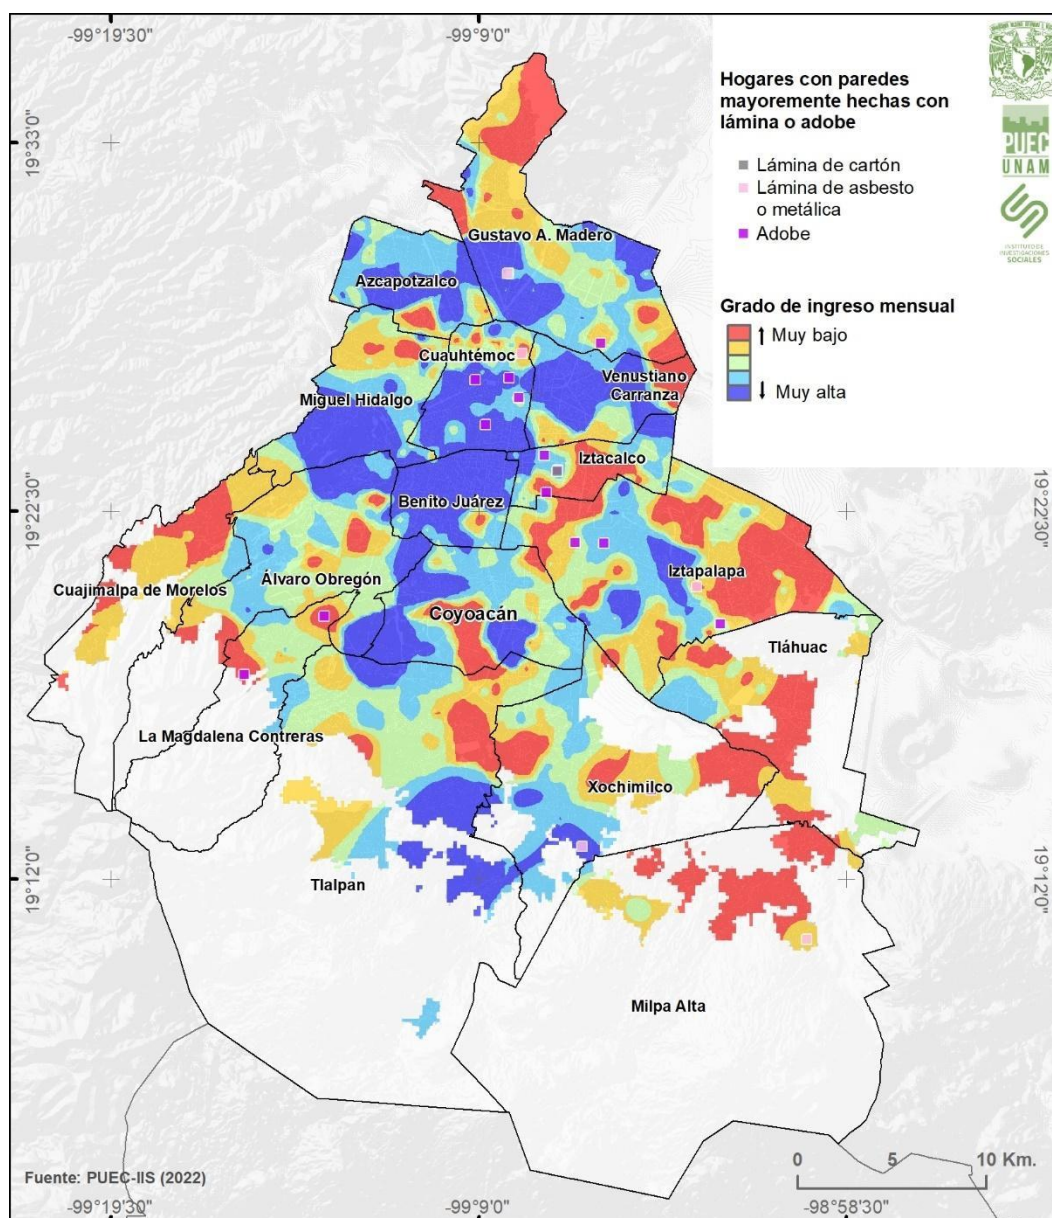 -99°19'30"
-99°9'0"
Hogares con paredes
mayoremente hechas con
lámina o adobe
Lámina de cartón
Lámina de asbesto
o metálica
Adobe
PUEC
UNAM
INSTITUTO DE
INVESTIGACIONES
SOCIALES
Grado de ingreso mensual
↑ Muy bajo
↓ Muy alta
19°33'0"
Gustavo A. Madero
Azcapotzalco
Cuauhtémoc
Venustiano
Carranza
Miguel Hidalgo
Iztacalco
19°22'30"
Benito Juárez
19°22'30"
Iztapalapa
Álvaro Obregón
Cuajimalpa de Morelos
Coyoacán
Tláhuac
La Magdalena Contreras
Xochimilco
19°12'0"
Tlalpan
19°12'0"
Milpa Alta
0 5 10 Km.
Fuente: PUEC-IIS (2022)
-99°19'30"
-99°9'0"
-98°58'30"